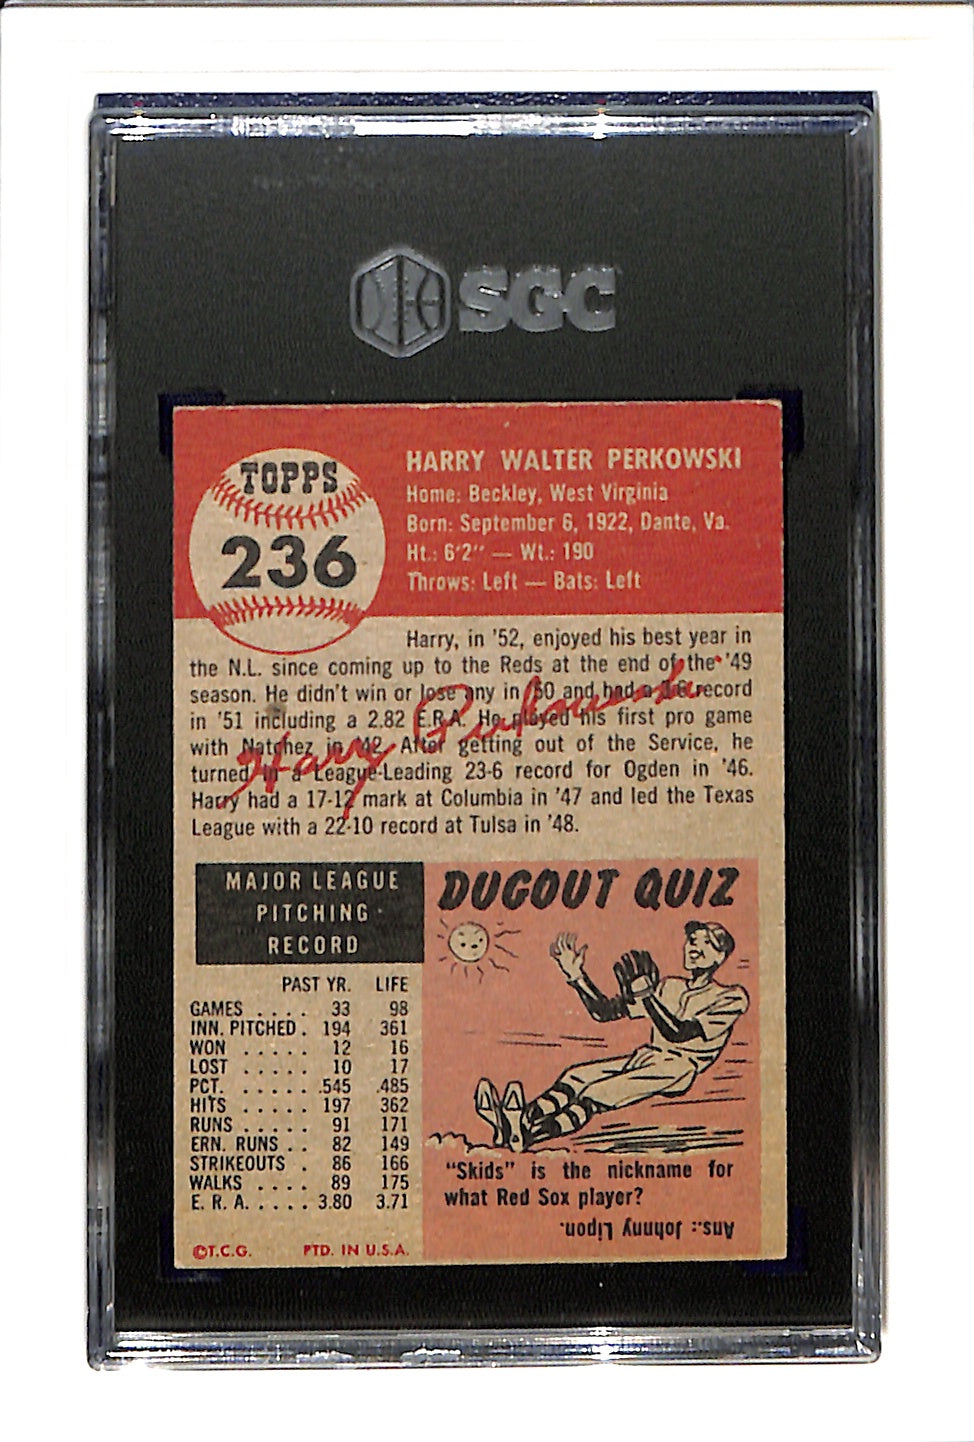 SGC
TOPPS
236
HARRY WALTER PERKOWSKI
Home: Beckley, West Virginia
Born: September 6, 1922, Dante, Va.
Ht.: 6'2" — Wt.: 190
Throws: Left — Bats: Left
Harry, in '52, enjoyed his best year in
the N.L. since coming up to the Reds at the end of the '49
season. He didn't win or lose any in '50 and had a record
in '51 including a 2.82 E.R.A. He played his first pro game
with Natchez in '42. After getting out of the Service, he
turned in a League-Leading 23-6 record for Ogden in '46.
Harry had a 17-12 mark at Columbia in '47 and led the Texas
League with a 22-10 record at Tulsa in '48.
Harry Perkowski
MAJOR LEAGUE
PITCHING
RECORD
PAST YR. LIFE
GAMES .... 33 98
INN. PITCHED . 194 361
WON ..... 12 16
LOST ..... 10 17
PCT. ...... .545 .485
HITS ..... 197 362
RUNS ..... 91 171
ERN. RUNS .. 82 149
STRIKEOUTS . 86 166
WALKS .... 89 175
E. R. A. ..... 3.80 3.71
©T.C.G. PTD. IN U.S.A.
DUGOUT QUIZ
"Skids" is the nickname for
what Red Sox player?
Ans.: Johnny Lipon.